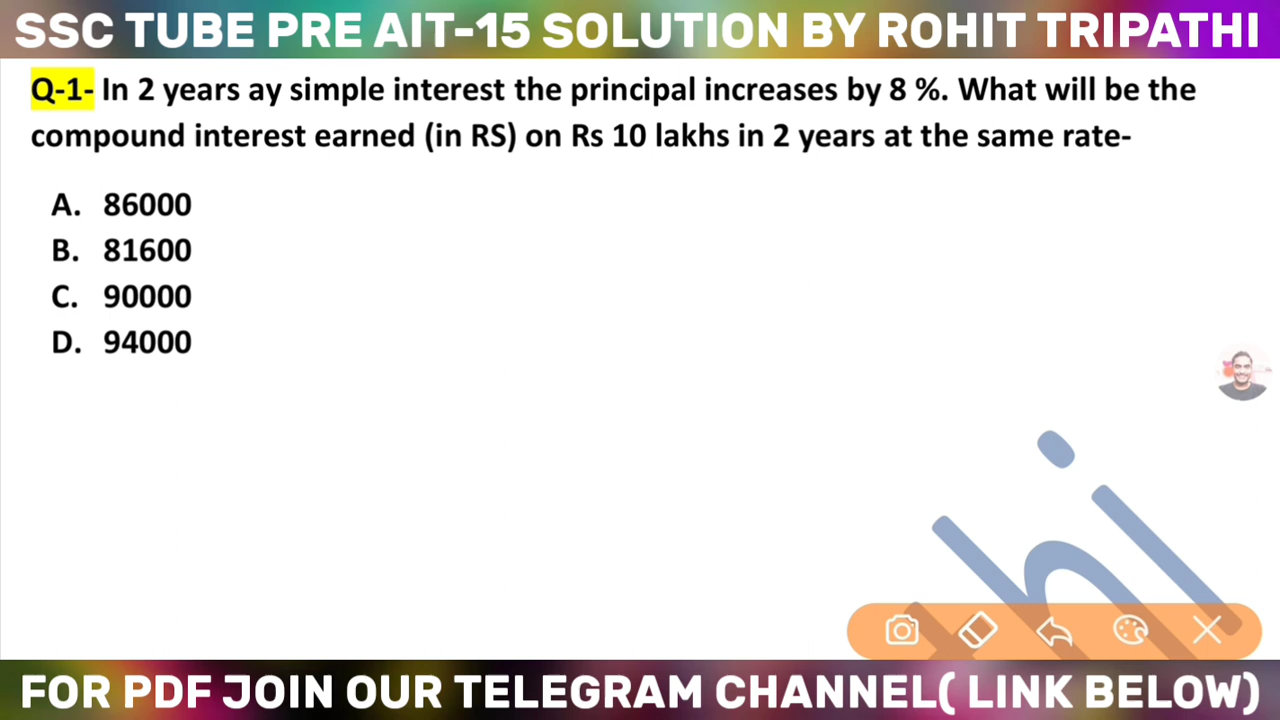 SSC TUBE PRE AIT-15 SOLUTION BY ROHIT TRIPATHI
Q-1- In 2 years ay simple interest the principal increases by 8 %. What will be the
compound interest earned (in RS) on Rs 10 lakhs in 2 years at the same rate-
A. 86000
B. 81600
C. 90000
D. 94000
hi
FOR PDF JOIN OUR TELEGRAM CHANNEL( LINK BELOW)